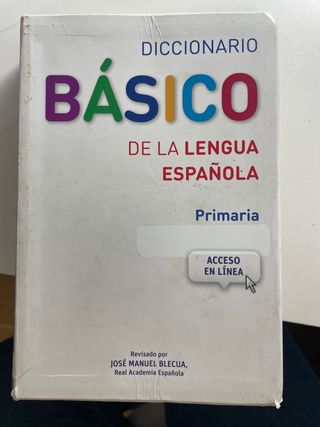 DICCIONARIO
BÁSICO
DE LA LENGUA
ESPAÑOLA
Primaria
ACCESO
EN LÍNEA
Revisado por
JOSÉ MANUEL BLECUA,
Real Academia Española